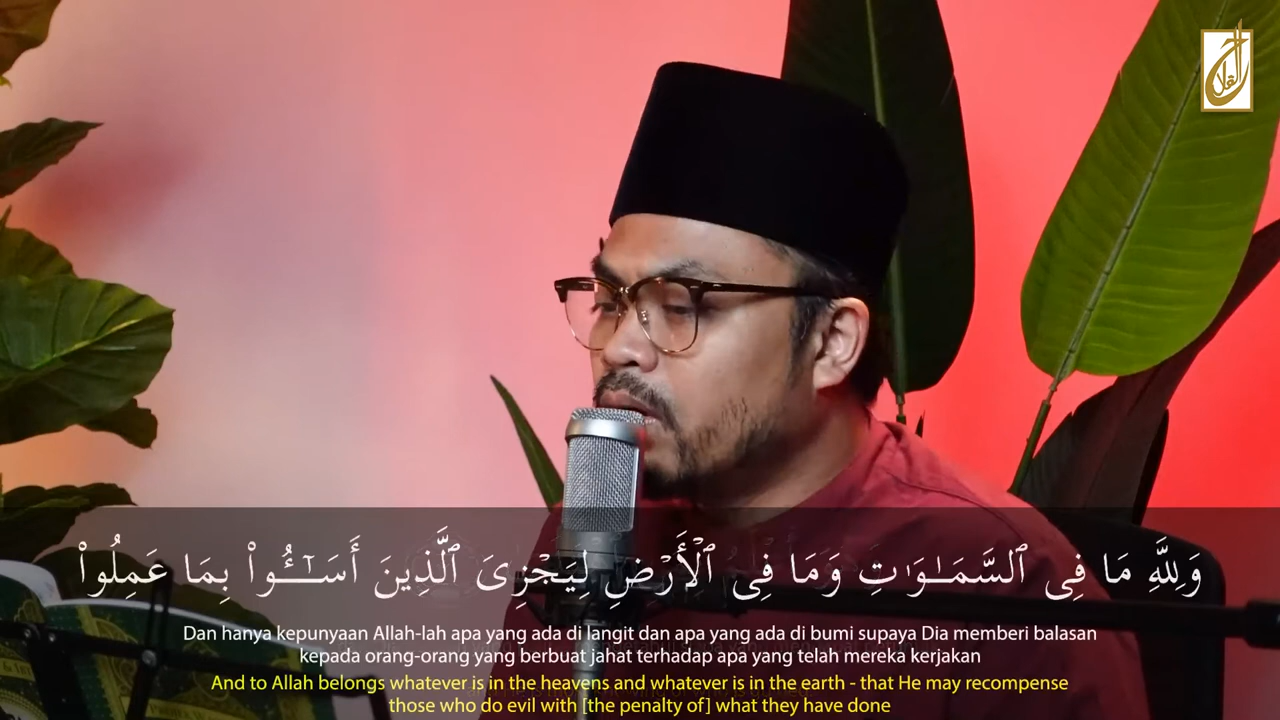 وَلِلَّهِ مَا فِى ٱلسَّمَـٰوَٰتِ وَمَا فِى ٱلْأَرْضِ لِيَجْزِىَ ٱلَّذِينَ أَسَـٰٓـُٔوا۟ بِمَا عَمِلُوا۟
Dan hanya kepunyaan Allah-lah apa yang ada di langit dan apa yang ada di bumi supaya Dia memberi balasan
kepada orang-orang yang berbuat jahat terhadap apa yang telah mereka kerjakan
And to Allah belongs whatever is in the heavens and whatever is in the earth - that He may recompense
those who do evil with [the penalty of] what they have done